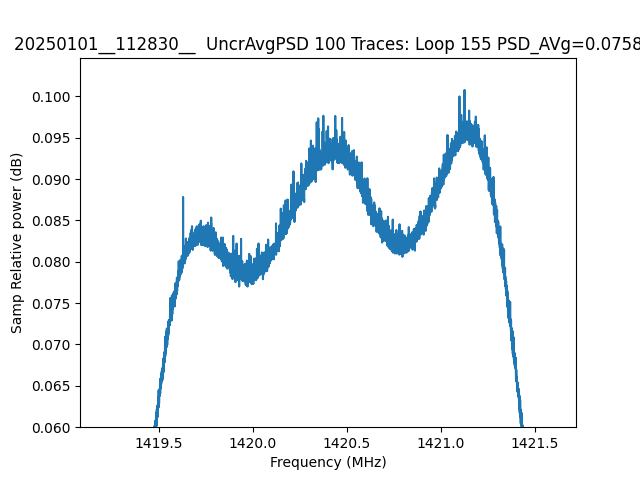 20250101__112830__  UncrAvgPSD 100 Traces: Loop 155 PSD_AVg=0.0758
0.100
0.095
0.090
0.085
0.080
0.075
0.070
0.065
0.060
Samp Relative power (dB)
1419.5 1420.0 1420.5 1421.0 1421.5
Frequency (MHz)